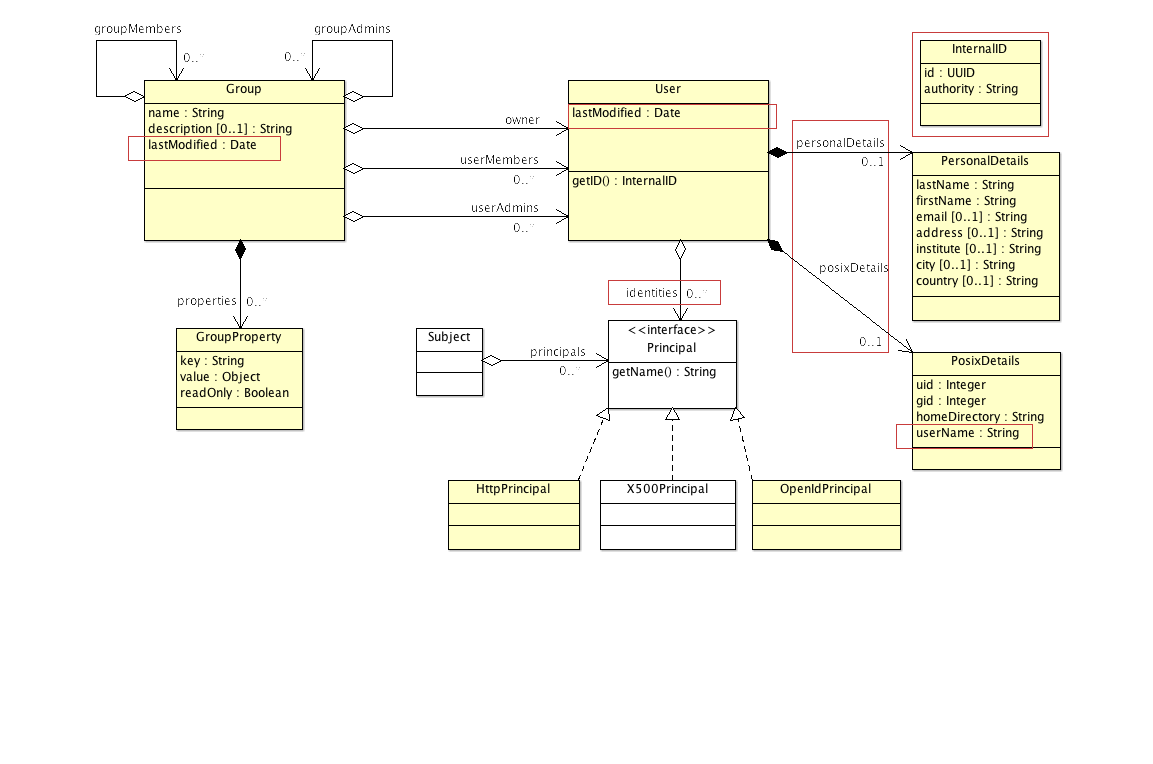 groupMembers
0..*
groupAdmins
0..*
Group
name : String
description [0..1] : String
lastModified : Date
owner
userMembers
0..*
userAdmins
0..*
User
lastModified : Date
getID() : InternalID
InternalID
id : UUID
authority : String
personalDetails
0..1
PersonalDetails
lastName : String
firstName : String
email [0..1] : String
address [0..1] : String
institute [0..1] : String
city [0..1] : String
country [0..1] : String
posixDetails
0..1
properties 0..*
identities 0..*
GroupProperty
key : String
value : Object
readOnly : Boolean
Subject
principals
0..*
<<interface>>
Principal
getName() : String
PosixDetails
uid : Integer
gid : Integer
homeDirectory : String
userName : String
HttpPrincipal
X500Principal
OpenIdPrincipal